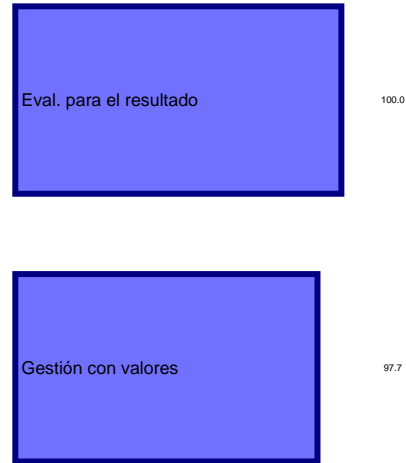 Eval. para el resultado
100.0
Gestión con valores
97.7